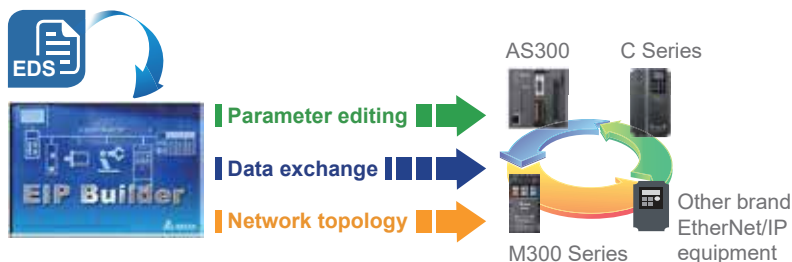 EDS
EIP Builder
Parameter editing
Data exchange
Network topology
AS300
C Series
M300 Series
Other brand
EtherNet/IP
equipment